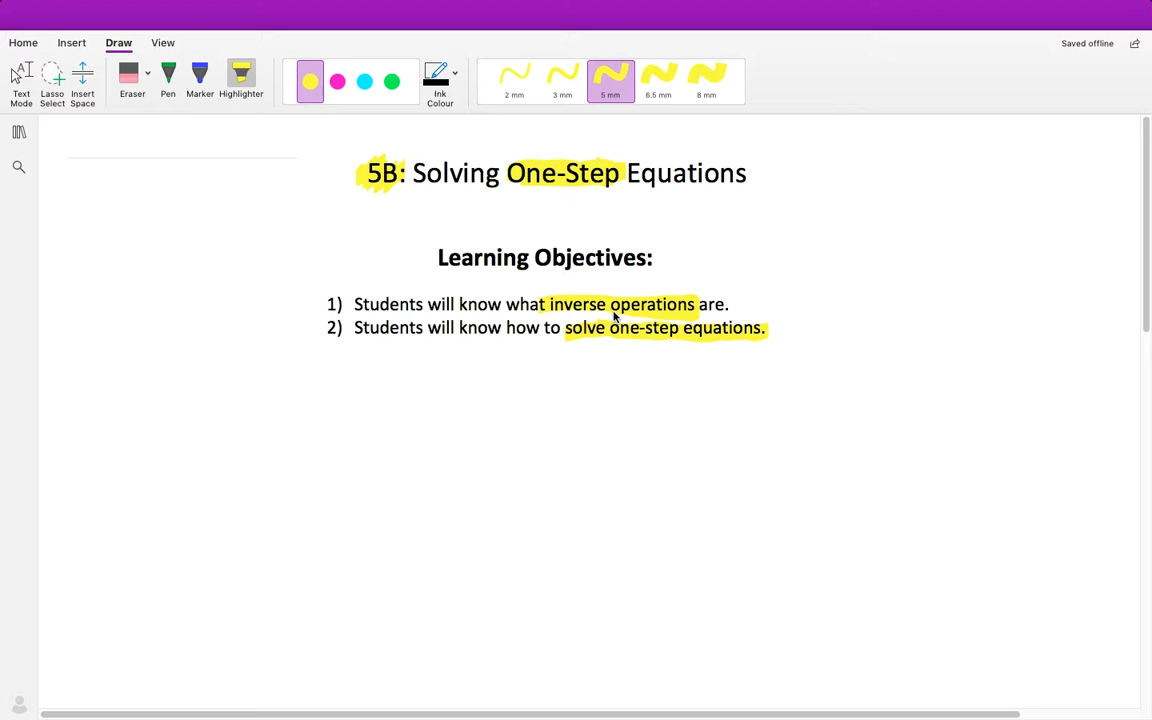 Home Insert Draw View Saved offline
Text Mode Lasso Select Insert Space Eraser Pen Marker Highlighter Ink Colour 2 mm 3 mm 5 mm 6.5 mm 8 mm
5B: Solving One-Step Equations
Learning Objectives:
1) Students will know what inverse operations are.
2) Students will know how to solve one-step equations.